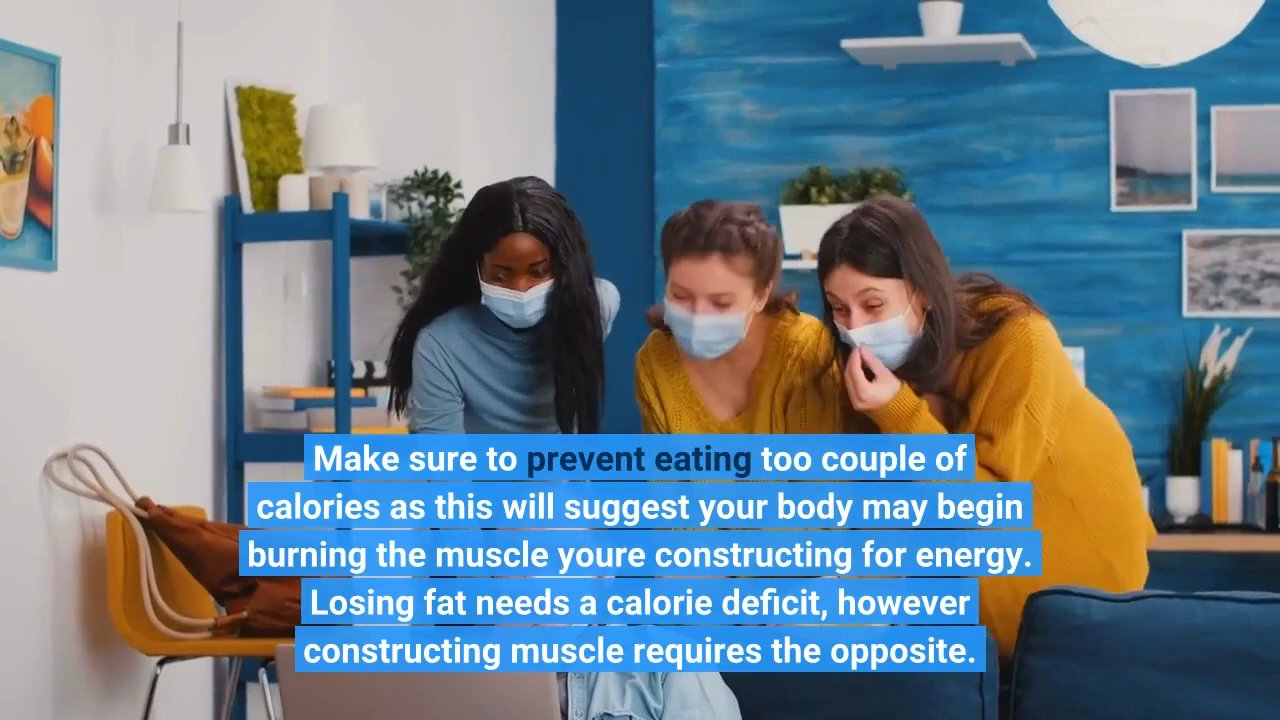 Make sure to prevent eating too couple of
calories as this will suggest your body may begin
burning the muscle youre constructing for energy.
Losing fat needs a calorie deficit, however
constructing muscle requires the opposite.